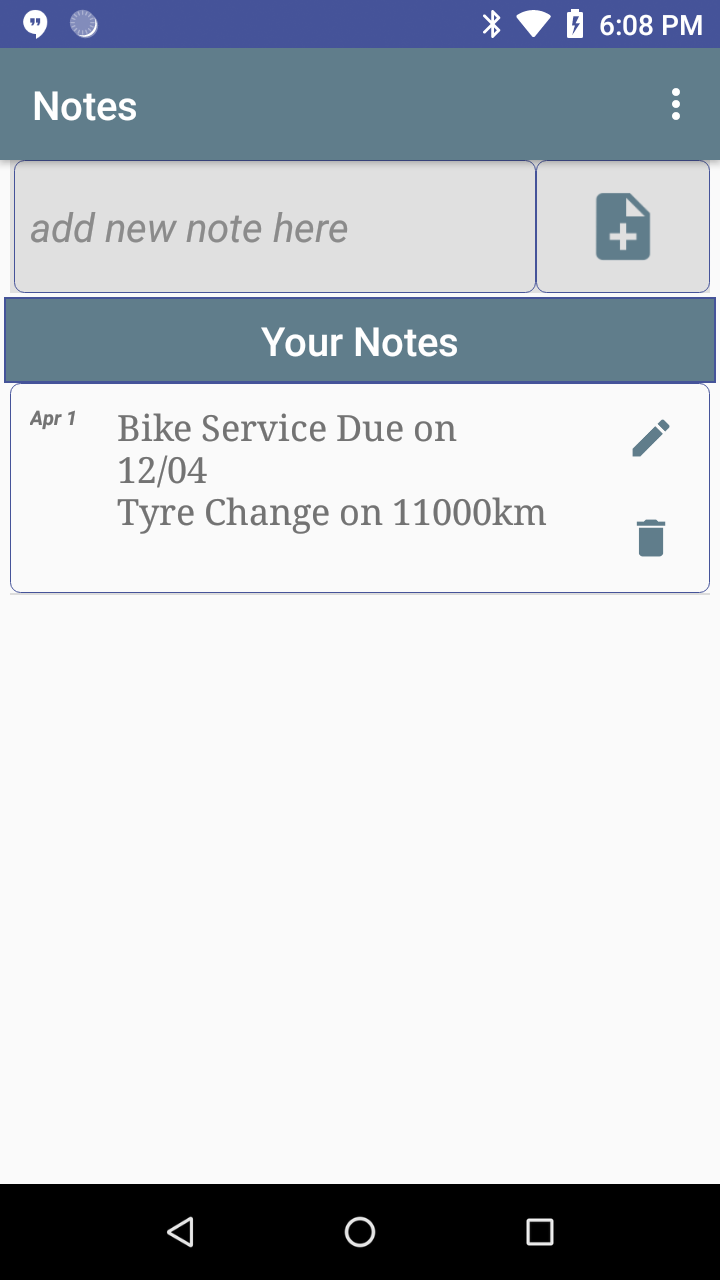 6:08 PM
Notes
add new note here
Your Notes
Apr 1
Bike Service Due on
12/04
Tyre Change on 11000km